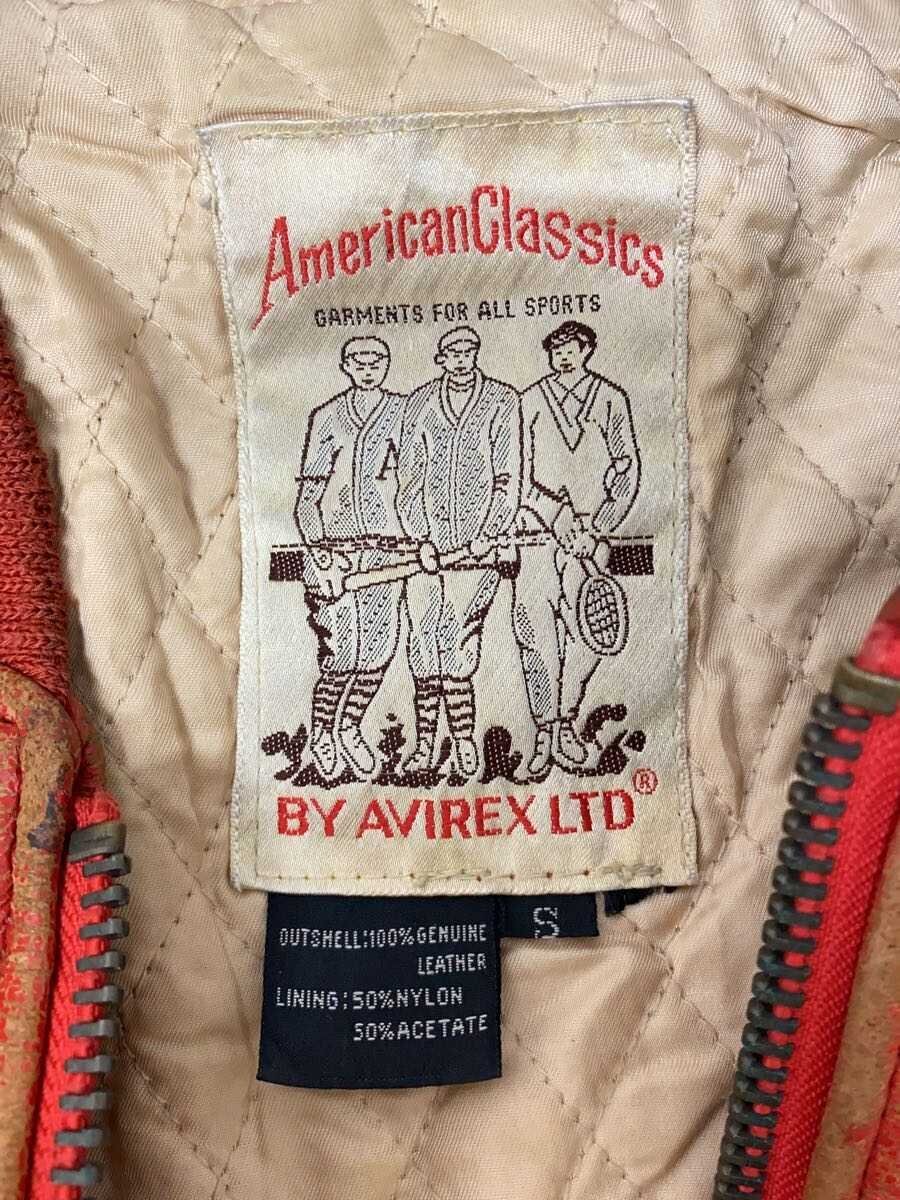 AmericanClassics
GARMENTS FOR ALL SPORTS
A
BY AVIREX LTD®
S
OUTSHELL:100%GENUINE
LEATHER
LINING:50%NYLON
50%ACETATE